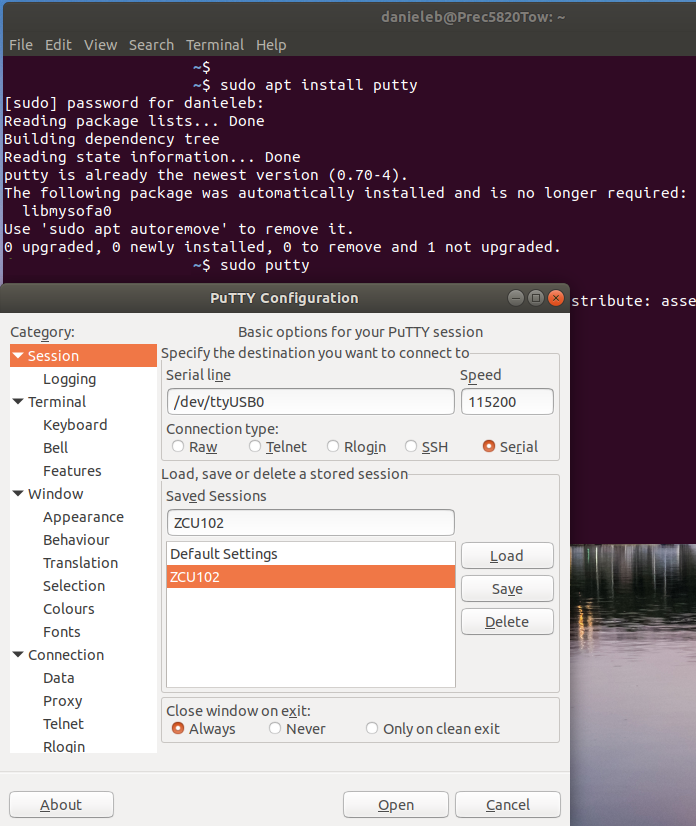 danieleb@Prec5820Tow: ~
File Edit View Search Terminal Help
~$
~$ sudo apt install putty
[sudo] password for danieleb:
Reading package lists... Done
Building dependency tree
Reading state information... Done
putty is already the newest version (0.70-4).
The following package was automatically installed and is no longer required:
libmysofa0
Use 'sudo apt autoremove' to remove it.
0 upgraded, 0 newly installed, 0 to remove and 1 not upgraded.
~$ sudo putty
stribute: asse
PuTTY Configuration
Category:
Session
Logging
Terminal
Keyboard
Bell
Features
Window
Appearance
Behaviour
Translation
Selection
Colours
Fonts
Connection
Data
Proxy
Telnet
Rlogin
Basic options for your PuTTY session
Specify the destination you want to connect to
Serial line Speed
/dev/ttyUSB0 115200
Connection type:
Raw Telnet Rlogin SSH Serial
Load, save or delete a stored session
Saved Sessions
ZCU102
Default Settings
ZCU102
Load
Save
Delete
Close window on exit:
Always Never Only on clean exit
About Open Cancel